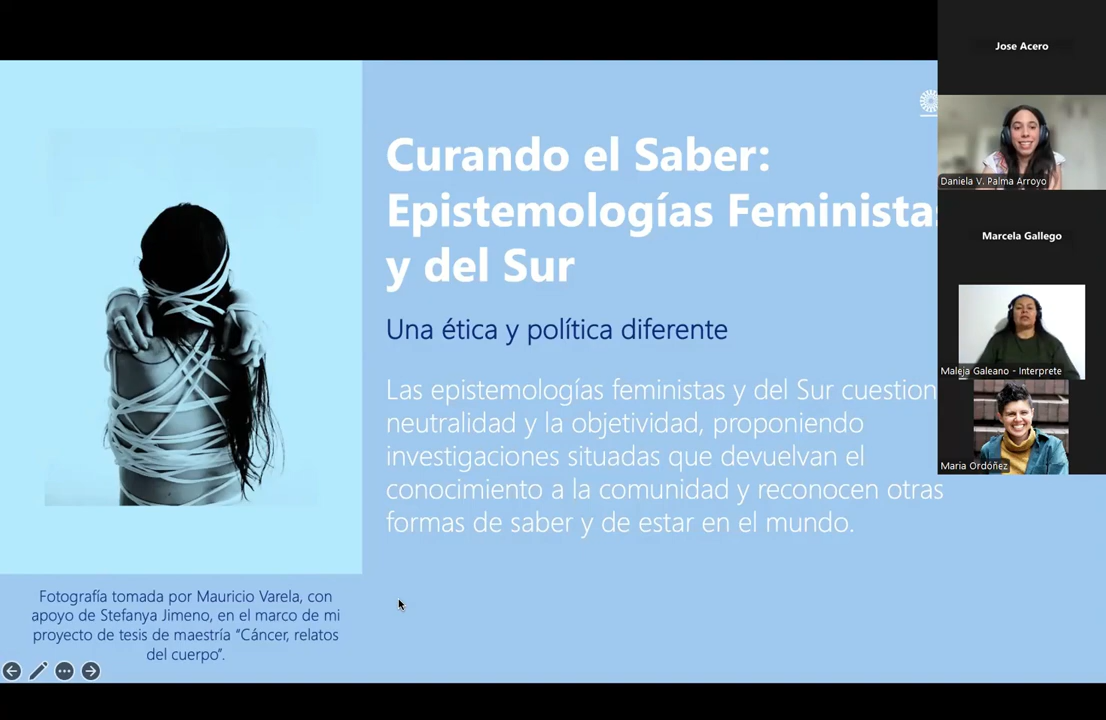 Curando el Saber:
Epistemologías Feminista
y del Sur
Una ética y política diferente
Las epistemologías feministas y del Sur cuestion
neutralidad y la objetividad, proponiendo
investigaciones situadas que devuelvan el
conocimiento a la comunidad y reconocen otras
formas de saber y de estar en el mundo.
Fotografía tomada por Mauricio Varela, con
apoyo de Stefanya Jimeno, en el marco de mi
proyecto de tesis de maestría “Cáncer, relatos
del cuerpo”.
Jose Acero
Daniela V. Palma Arroyo
Marcela Gallego
Maleja Galeano - Interprete
Maria Ordóñez